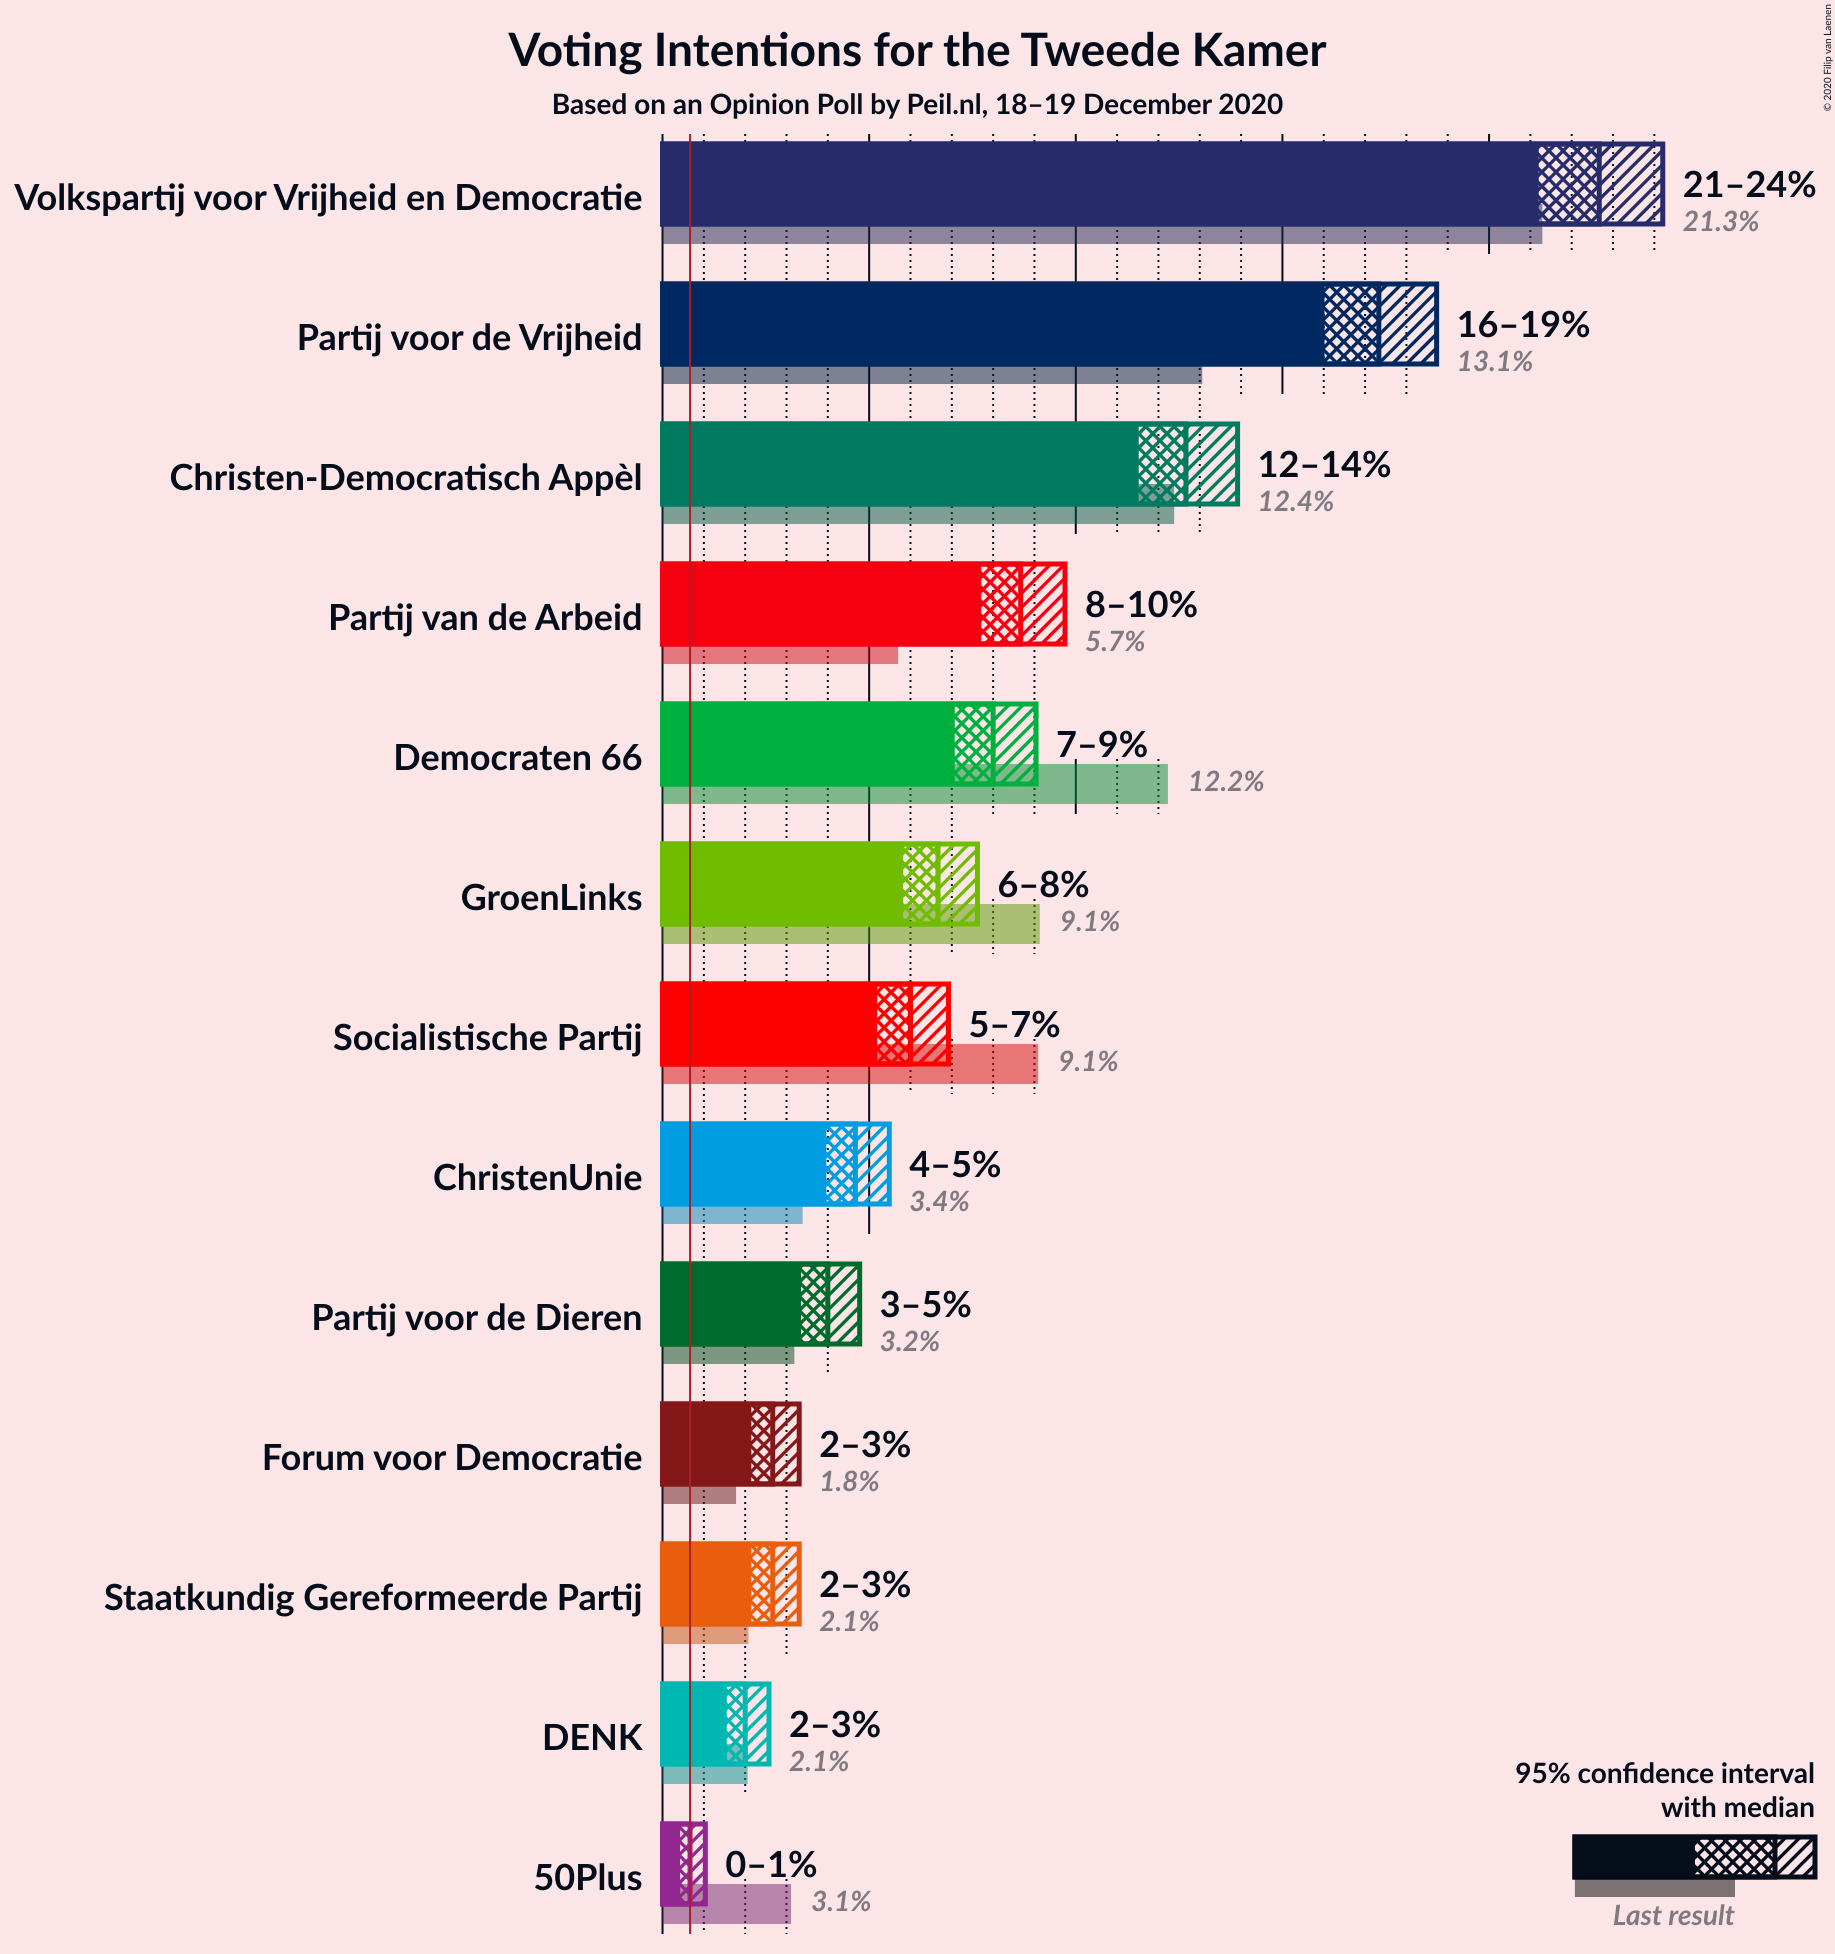 Voting Intentions for the Tweede Kamer
Based on an Opinion Poll by Peil.nl, 18–19 December 2020
© 2020 Filip van Laenen
Volkspartij voor Vrijheid en Democratie
21–24%
21.3%
Partij voor de Vrijheid
16–19%
13.1%
Christen-Democratisch Appèl
12–14%
12.4%
Partij van de Arbeid
8–10%
5.7%
Democraten 66
7–9%
12.2%
GroenLinks
6–8%
9.1%
Socialistische Partij
5–7%
9.1%
ChristenUnie
4–5%
3.4%
Partij voor de Dieren
3–5%
3.2%
Forum voor Democratie
2–3%
1.8%
Staatkundig Gereformeerde Partij
2–3%
2.1%
DENK
2–3%
2.1%
50Plus
0–1%
3.1%
95% confidence interval
with median
Last result